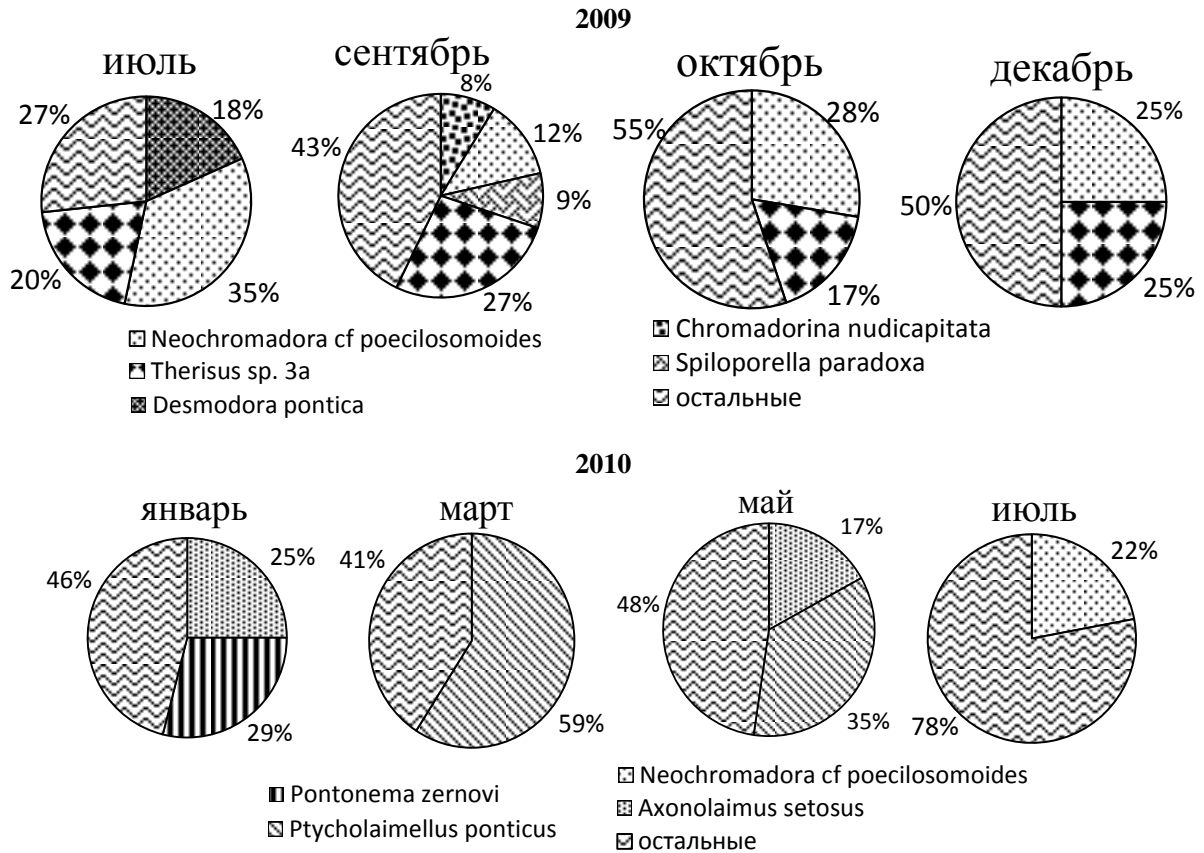 2009
июль
сентябрь
октябрь
декабрь
27%
18%
20%
35%
8%
43%
12%
9%
27%
55%
28%
17%
25%
50%
25%
Neochromadora cf poecilosomoides
Therisus sp. 3a
Desmodora pontica
Chromadorina nudicapitata
Spiloporella paradoxa
остальные
2010
январь
март
май
июль
46%
25%
29%
41%
59%
17%
48%
35%
22%
78%
Pontonema zernovi
Ptycholaimellus ponticus
Neochromadora cf poecilosomoides
Axonolaimus setosus
остальные